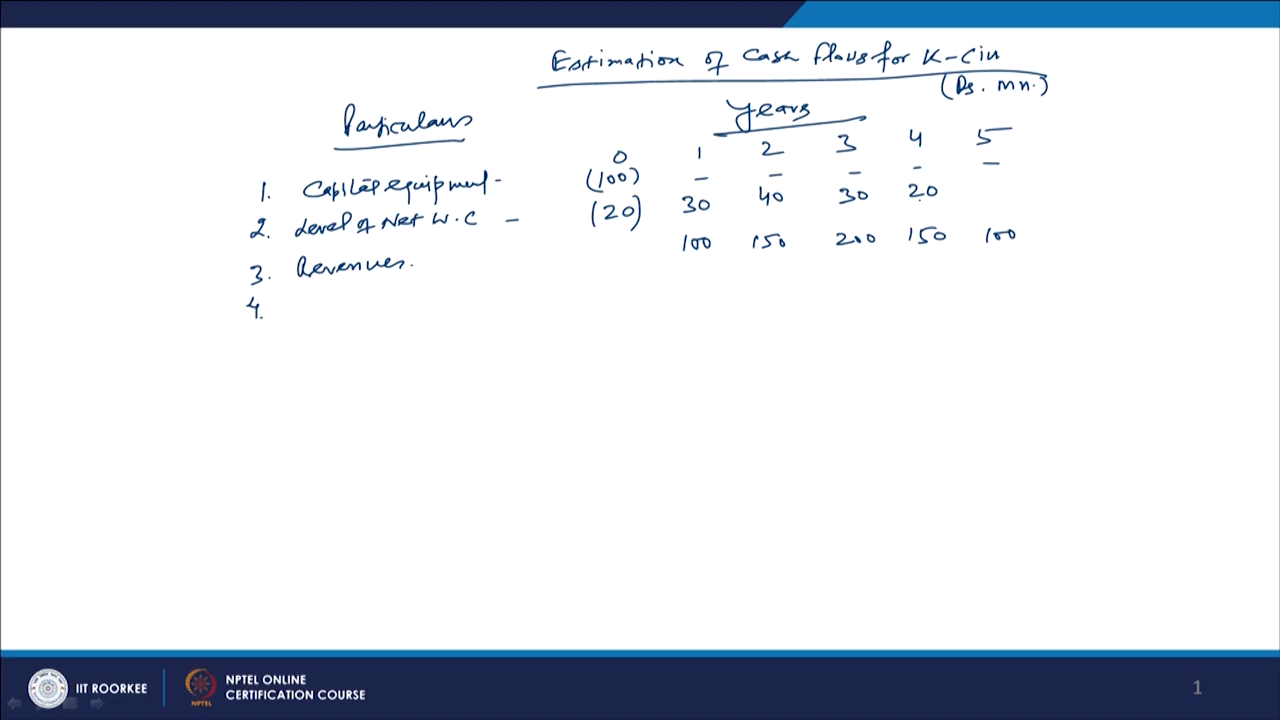 Estimation of Cash flows for K-Cin
(Rs. mn.)
Particulars
Years
0 1 2 3 4 5
1. Capital equipment - (100) - - - - -
2. Level of Net W.C - (20) 30 40 30 20
3. Revenues. 100 150 200 150 100
4.
IIT ROORKEE
NPTEL ONLINE
CERTIFICATION COURSE
NPTEL
1